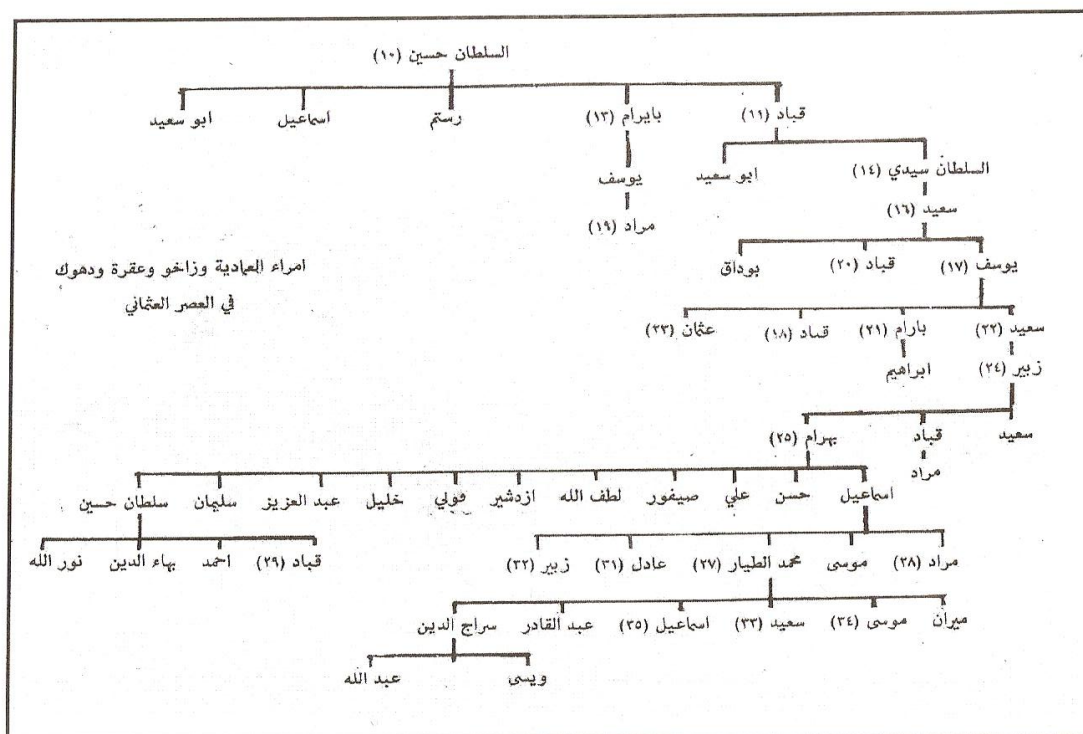 السلطان حسين (١٠)
قباد (١١) بايرام (١٣) رستم اسماعيل ابو سعيد
السلطان سيدي (١٤) ابو سعيد يوسف
سعيد (١٦) مراد (١٩)
يوسف (١٧) قباد (٢٠) بوداق
امراء العمادية وزاخو وعقرة ودهوك
في العصر العثماني
سعيد (٢٢) بارام (٢١) قباد (١٨) عثمان (٢٣)
زبير (٢٤) ابراهيم
سعيد قباد بهرام (٢٥)
مراد
اسماعيل حسن علي صيفور لطف الله ازدشير قولي خليل عبد العزيز سليمان سلطان حسين
مراد (٢٨) موسى محمد الطيار (٢٧) عادل (٣١) زبير (٣٢) قباد (٢٩) احمد بهاء الدين نور الله
ميران موسى (٣٤) سعيد (٣٣) اسماعيل (٣٥) عبد القادر سراج الدين
ويسى عبد الله